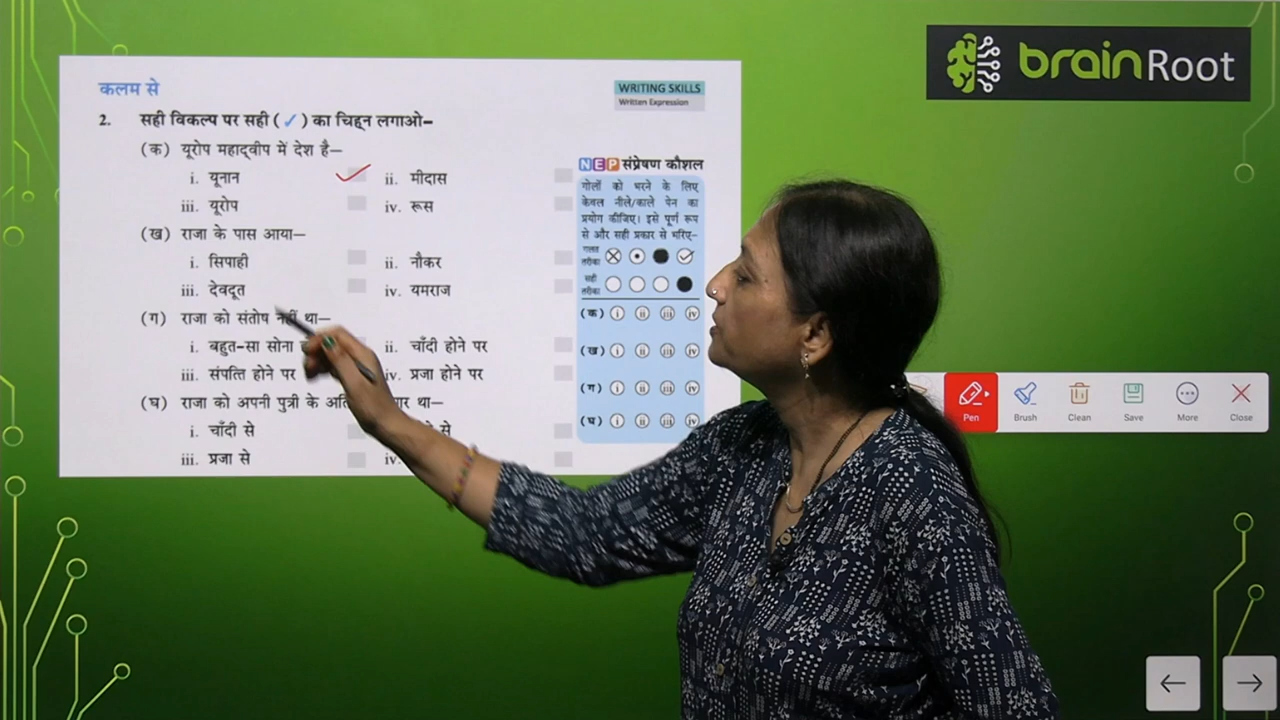 brainRoot
कलम से
WRITING SKILLS
Written Expression
2. सही विकल्प पर सही ( ✓ ) का चिह्न लगाओ–
(क) यूरोप महाद्वीप में देश है–
i. यूनान ii. मीदास
iii. यूरोप iv. रूस
(ख) राजा के पास आया–
i. सिपाही ii. नौकर
iii. देवदूत iv. यमराज
(ग) राजा को संतोष नहीं था–
i. बहुत-सा सोना ii. चाँदी होने पर
iii. संपत्ति होने पर iv. प्रजा होने पर
(घ) राजा को अपनी पुत्री के था–
i. चाँदी से से
iii. प्रजा से iv.
NEP संप्रेषण कौशल
गोलों को भरने के लिए
केवल नीले/काले पेन का
प्रयोग कीजिए। इसे पूर्ण रूप
से और सही प्रकार से भरिए–
गलत
तरीका
सही
तरीका
(क) i ii iii iv
(ख) i ii iii iv
(ग) i ii iii iv
(घ) i ii iii iv
Pen Brush Clean Save More Close